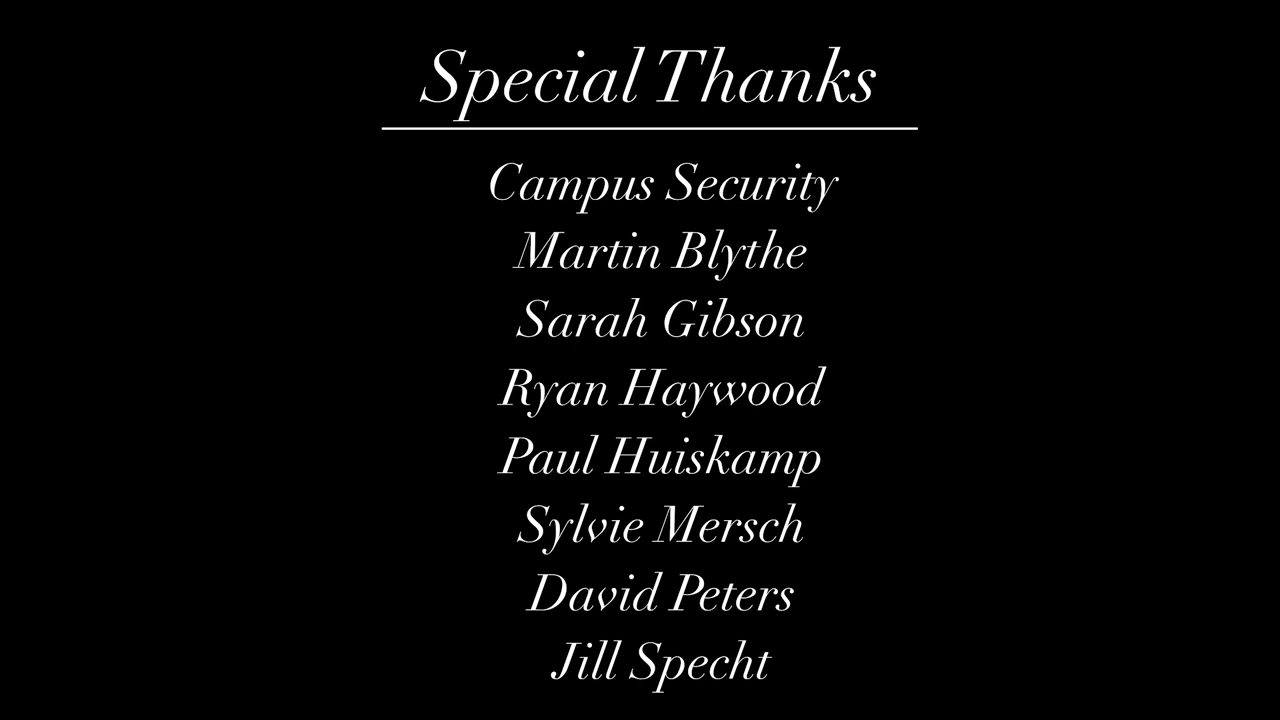 Special Thanks
Campus Security
Martin Blythe
Sarah Gibson
Ryan Haywood
Paul Huiskamp
Sylvie Mersch
David Peters
Jill Specht